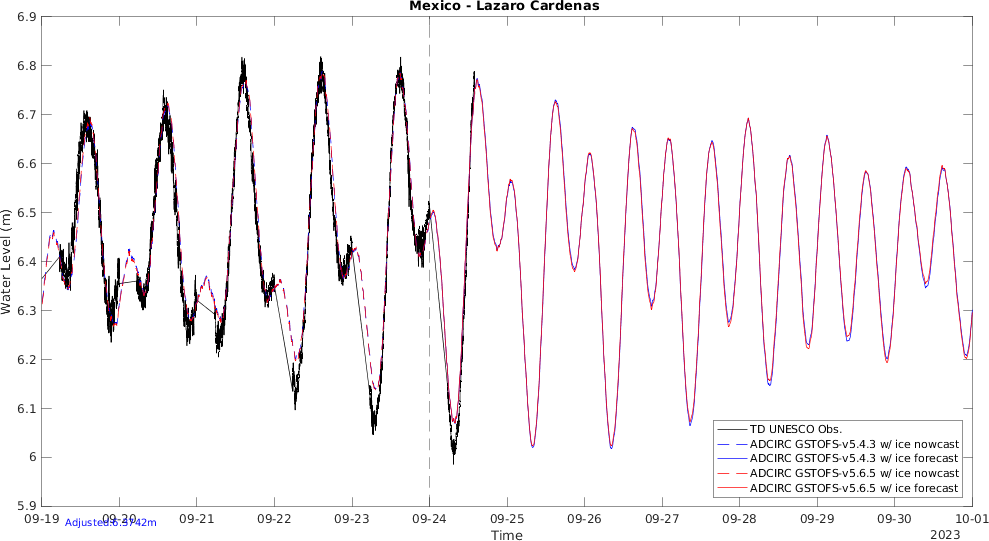 Mexico - Lazaro Cardenas
6.9
6.8
6.7
6.6
6.5
6.4
6.3
6.2
6.1
6
5.9
Water Level (m)
TD UNESCO Obs.
ADCIRC GSTOFS-v5.4.3 w/ ice nowcast
ADCIRC GSTOFS-v5.4.3 w/ ice forecast
ADCIRC GSTOFS-v5.6.5 w/ ice nowcast
ADCIRC GSTOFS-v5.6.5 w/ ice forecast
09-19 09-20 09-21 09-22 09-23 09-24 09-25 09-26 09-27 09-28 09-29 09-30 10-01
Time
2023